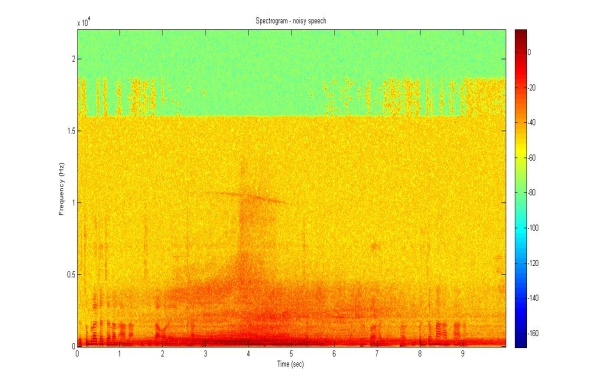 Spectrogram - noisy speech
x 10^4
2
1.5
1
0.5
0
Frequency (Hz)
0 1 2 3 4 5 6 7 8 9
Time (sec)
0
-20
-40
-60
-80
-100
-120
-140
-160